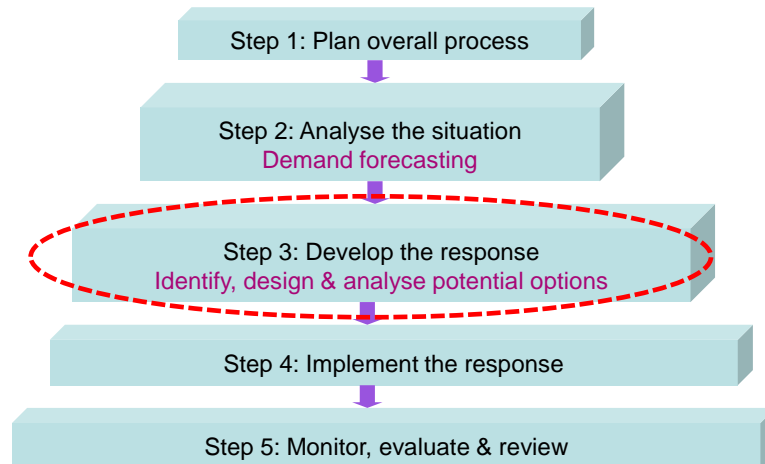 Step 1: Plan overall process
Step 2: Analyse the situation
Demand forecasting
Step 3: Develop the response
Identify, design & analyse potential options
Step 4: Implement the response
Step 5: Monitor, evaluate & review